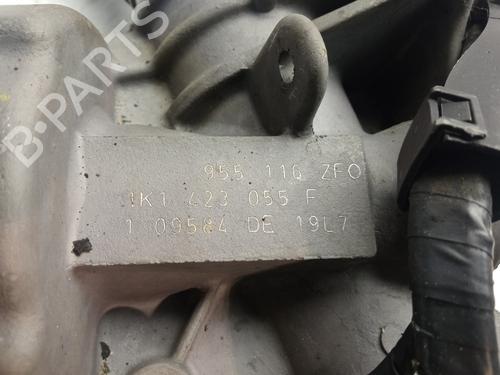 B-PARTS
955 116 ZFO
1K1 423 055 F
1 09584 DE 19L7